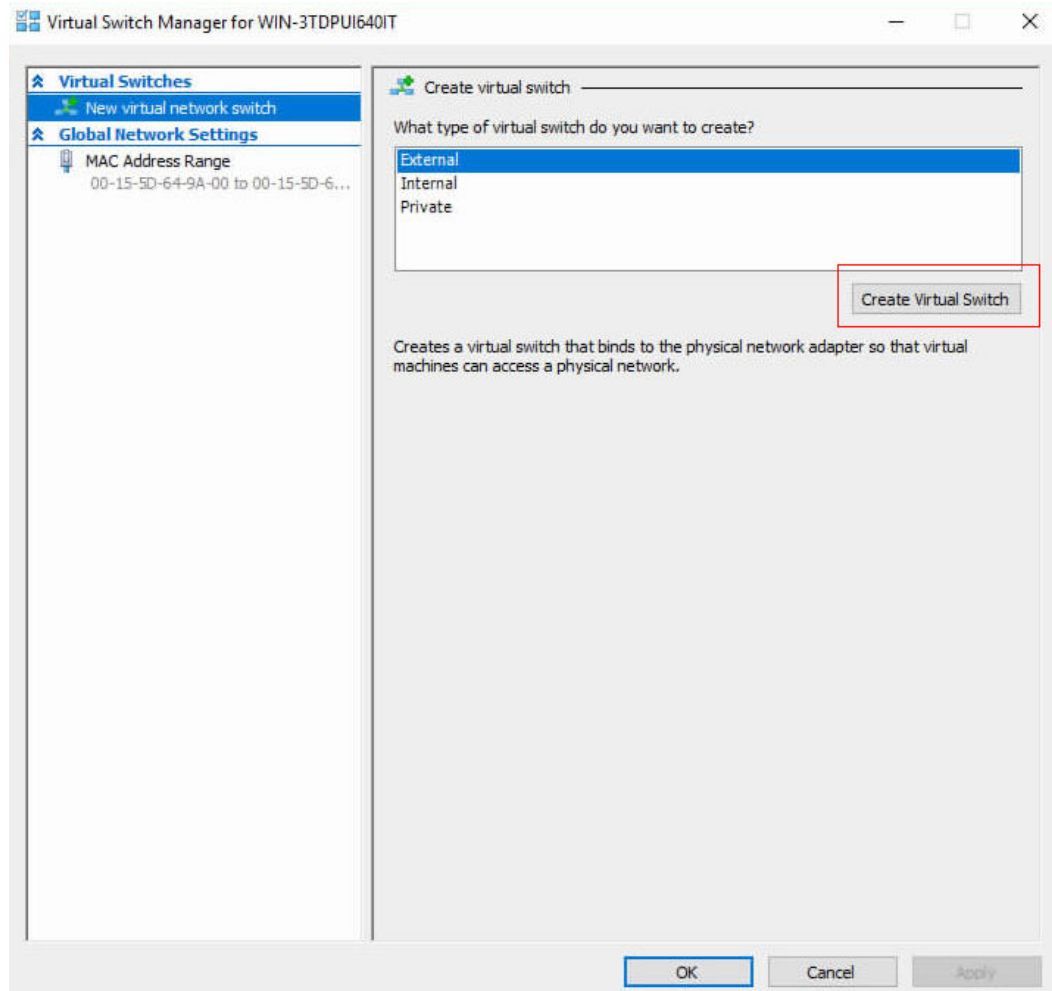 Virtual Switch Manager for WIN-3TDPUI640IT
Virtual Switches
New virtual network switch
Global Network Settings
MAC Address Range
00-15-5D-64-9A-00 to 00-15-5D-6...
Create virtual switch
What type of virtual switch do you want to create?
External
Internal
Private
Create Virtual Switch
Creates a virtual switch that binds to the physical network adapter so that virtual
machines can access a physical network.
OK
Cancel
Apply